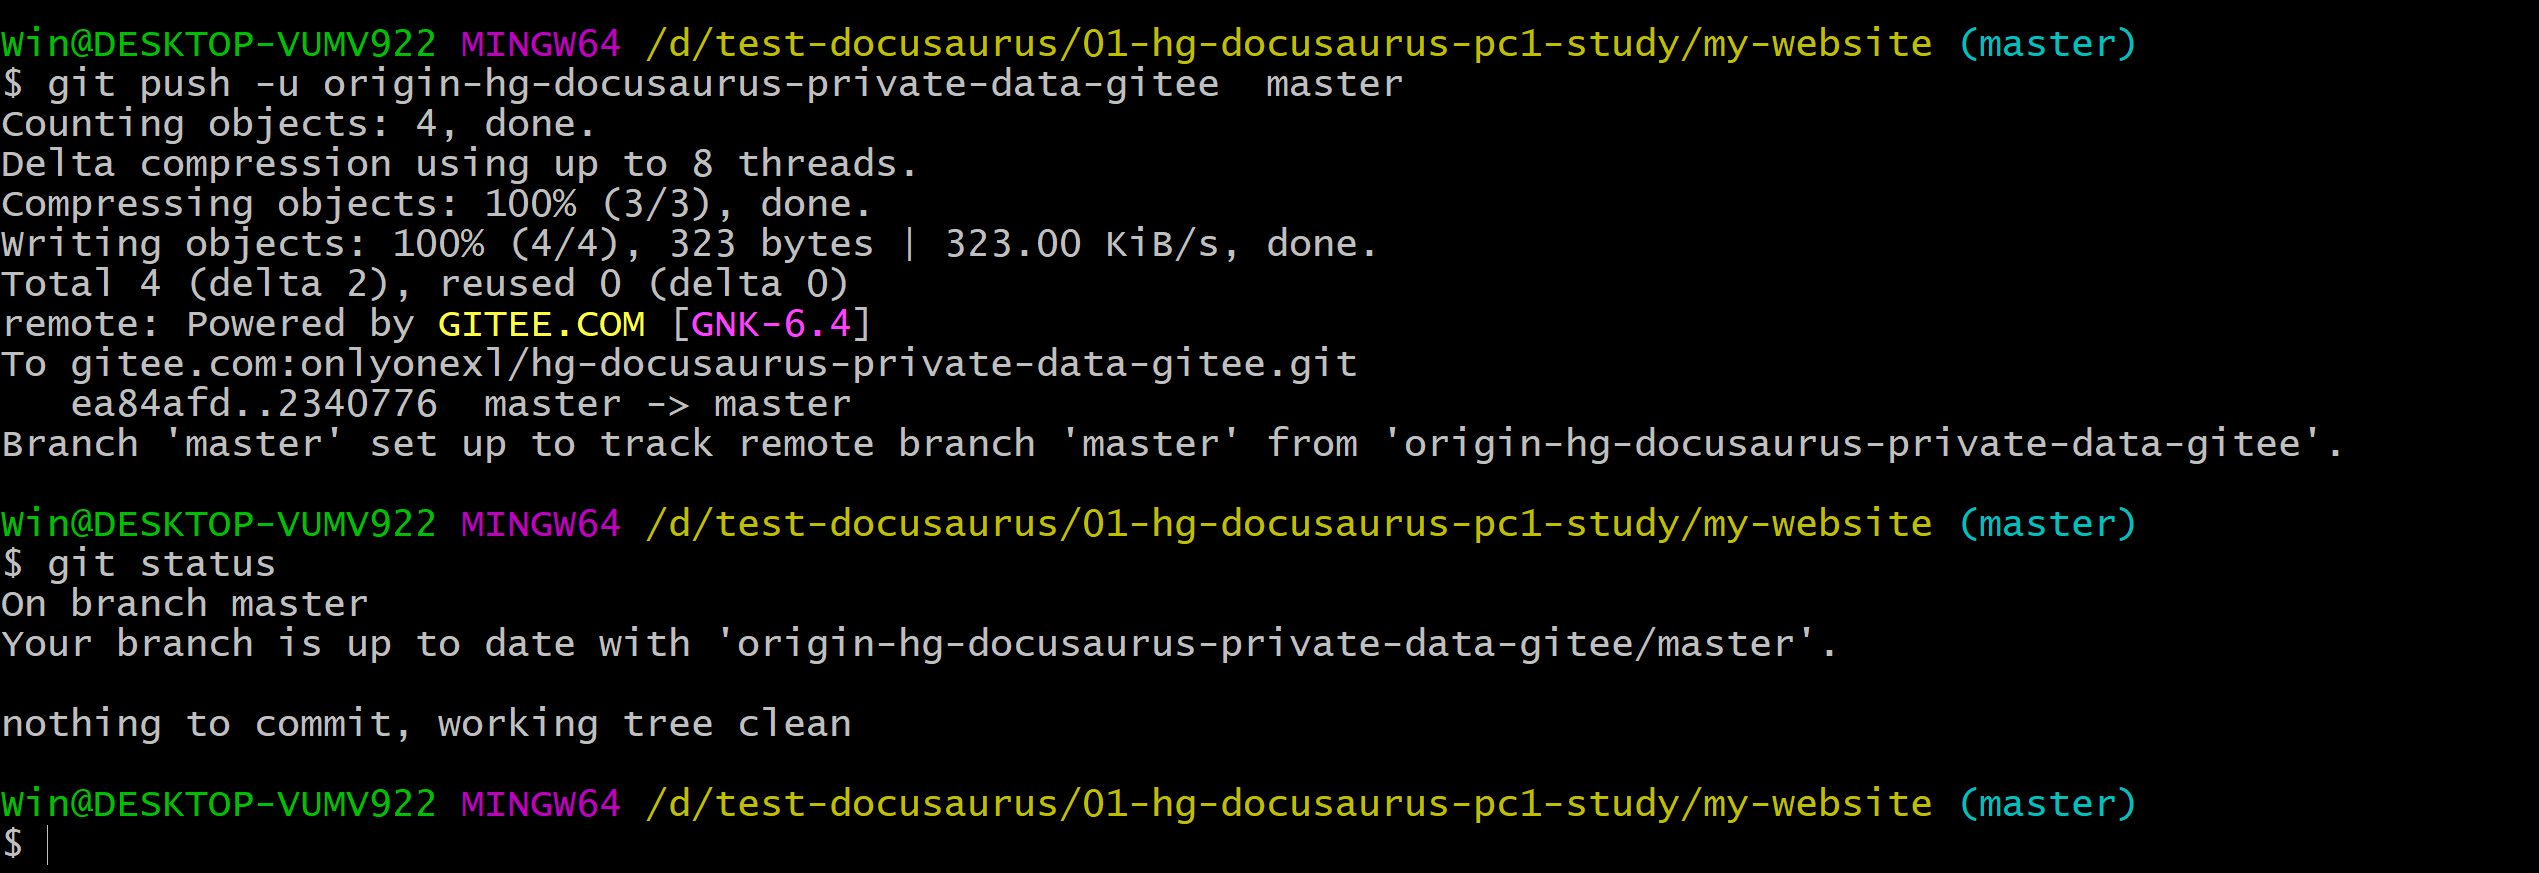 Win@DESKTOP-VUMV922 MINGW64 /d/test-docusaurus/01-hg-docusaurus-pc1-study/my-website (master)
$ git push -u origin-hg-docusaurus-private-data-gitee  master
Counting objects: 4, done.
Delta compression using up to 8 threads.
Compressing objects: 100% (3/3), done.
Writing objects: 100% (4/4), 323 bytes | 323.00 KiB/s, done.
Total 4 (delta 2), reused 0 (delta 0)
remote: Powered by GITEE.COM [GNK-6.4]
To gitee.com:onlyonexl/hg-docusaurus-private-data-gitee.git
   ea84afd..2340776  master -> master
Branch 'master' set up to track remote branch 'master' from 'origin-hg-docusaurus-private-data-gitee'.
Win@DESKTOP-VUMV922 MINGW64 /d/test-docusaurus/01-hg-docusaurus-pc1-study/my-website (master)
$ git status
On branch master
Your branch is up to date with 'origin-hg-docusaurus-private-data-gitee/master'.
nothing to commit, working tree clean
Win@DESKTOP-VUMV922 MINGW64 /d/test-docusaurus/01-hg-docusaurus-pc1-study/my-website (master)
$